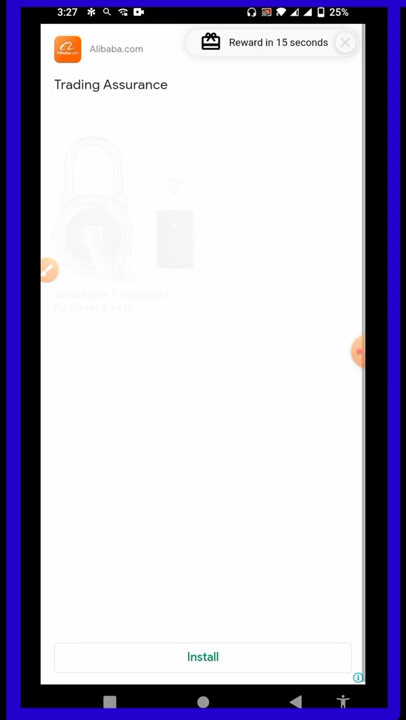 3:27
25%
Alibaba.com
Reward in 15 seconds
Trading Assurance
Install